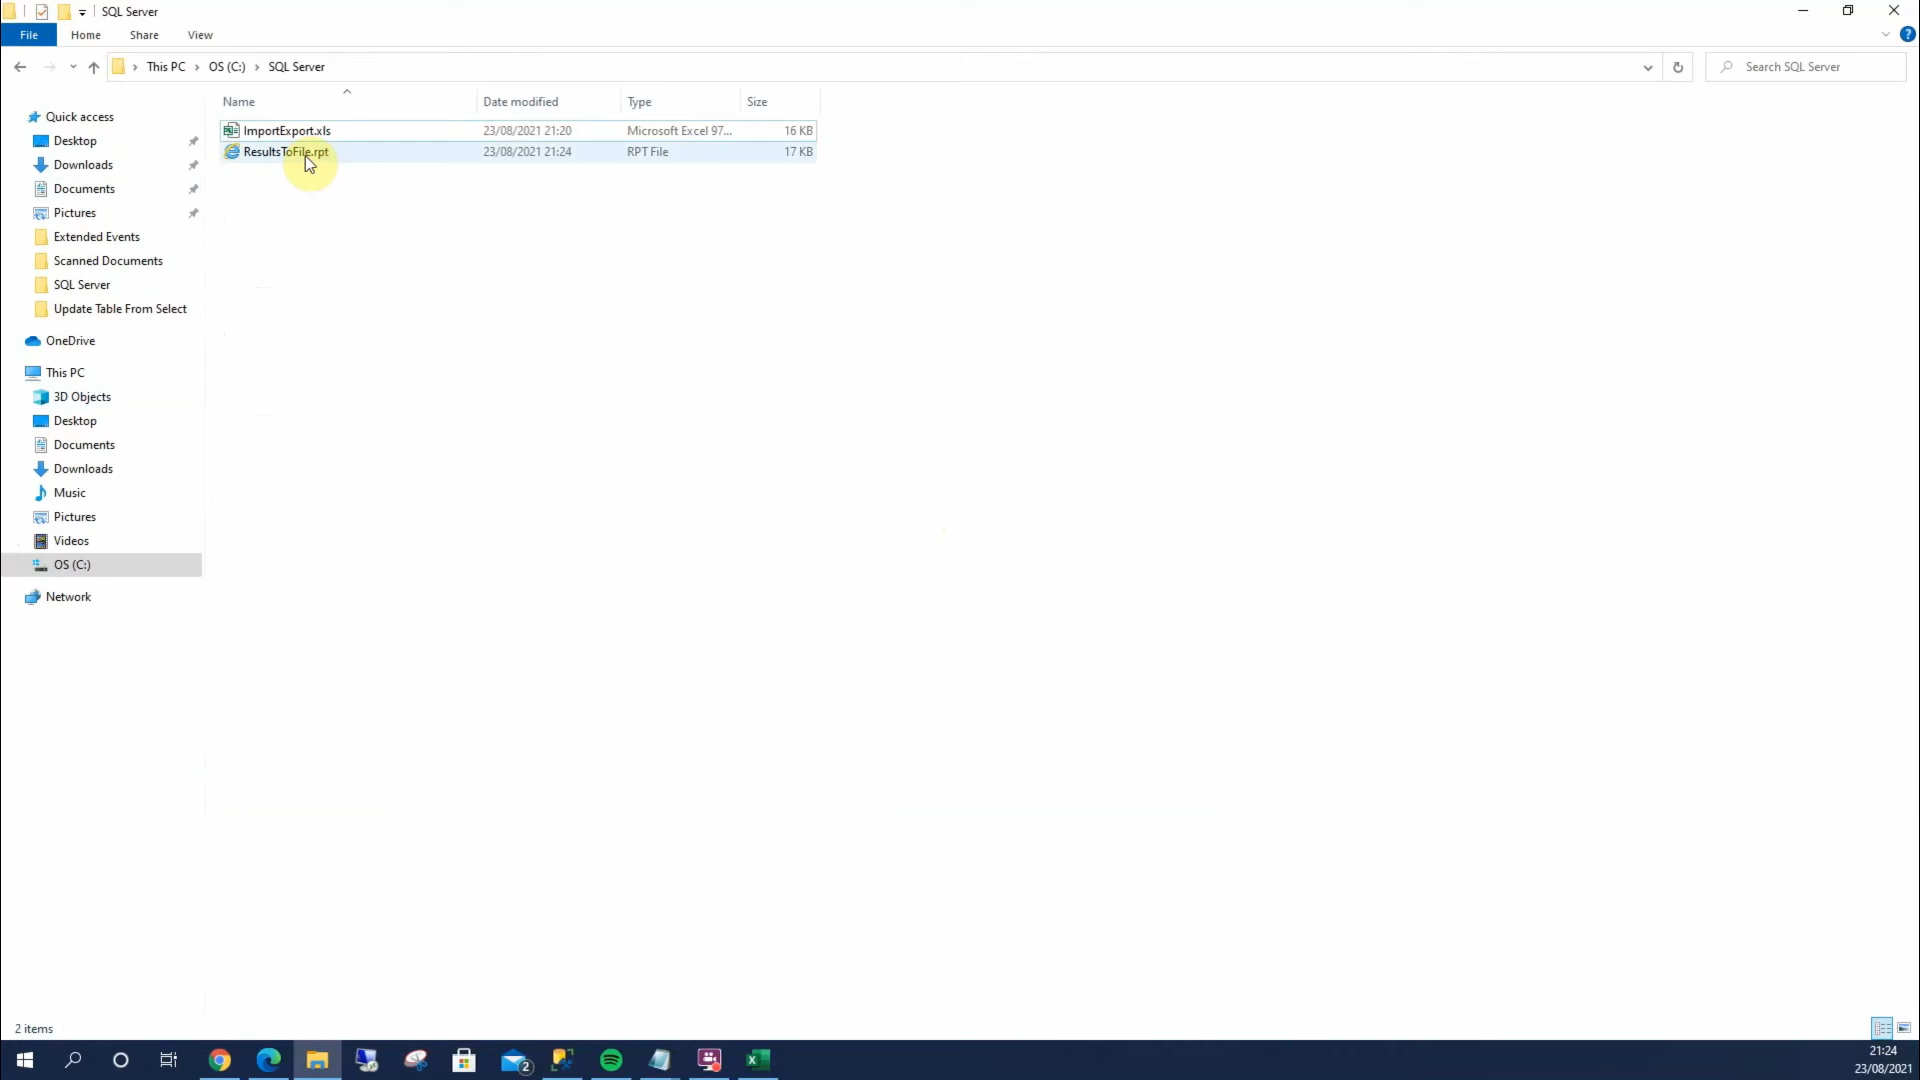 SQL Server
File Home Share View
This PC OS (C:) SQL Server
Search SQL Server
Name Date modified Type Size
ImportExport.xls 23/08/2021 21:20 Microsoft Excel 97... 16 KB
ResultsToFile.rpt 23/08/2021 21:24 RPT File 17 KB
Quick access
Desktop
Downloads
Documents
Pictures
Extended Events
Scanned Documents
SQL Server
Update Table From Select
OneDrive
This PC
3D Objects
Desktop
Documents
Downloads
Music
Pictures
Videos
OS (C:)
Network
2 items
2
21:24
23/08/2021